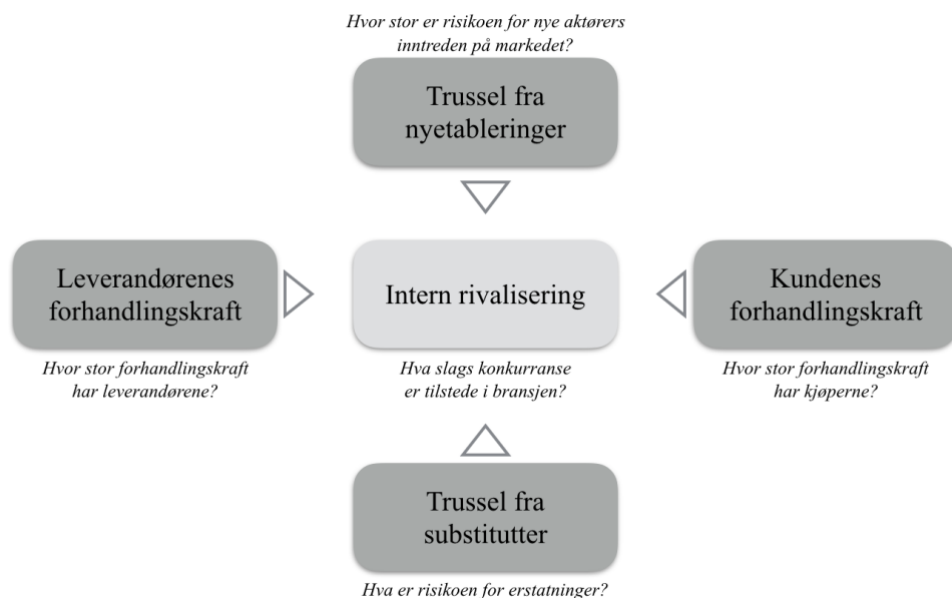 Hvor stor er risikoen for nye aktørers
inntreden på markedet?
Trussel fra
nyetableringer
Leverandørenes
forhandlingskraft
Hvor stor forhandlingskraft
har leverandørene?
Intern rivalisering
Hva slags konkurranse
er tilstede i bransjen?
Kundenes
forhandlingskraft
Hvor stor forhandlingskraft
har kjøperne?
Trussel fra
substitutter
Hva er risikoen for erstatninger?